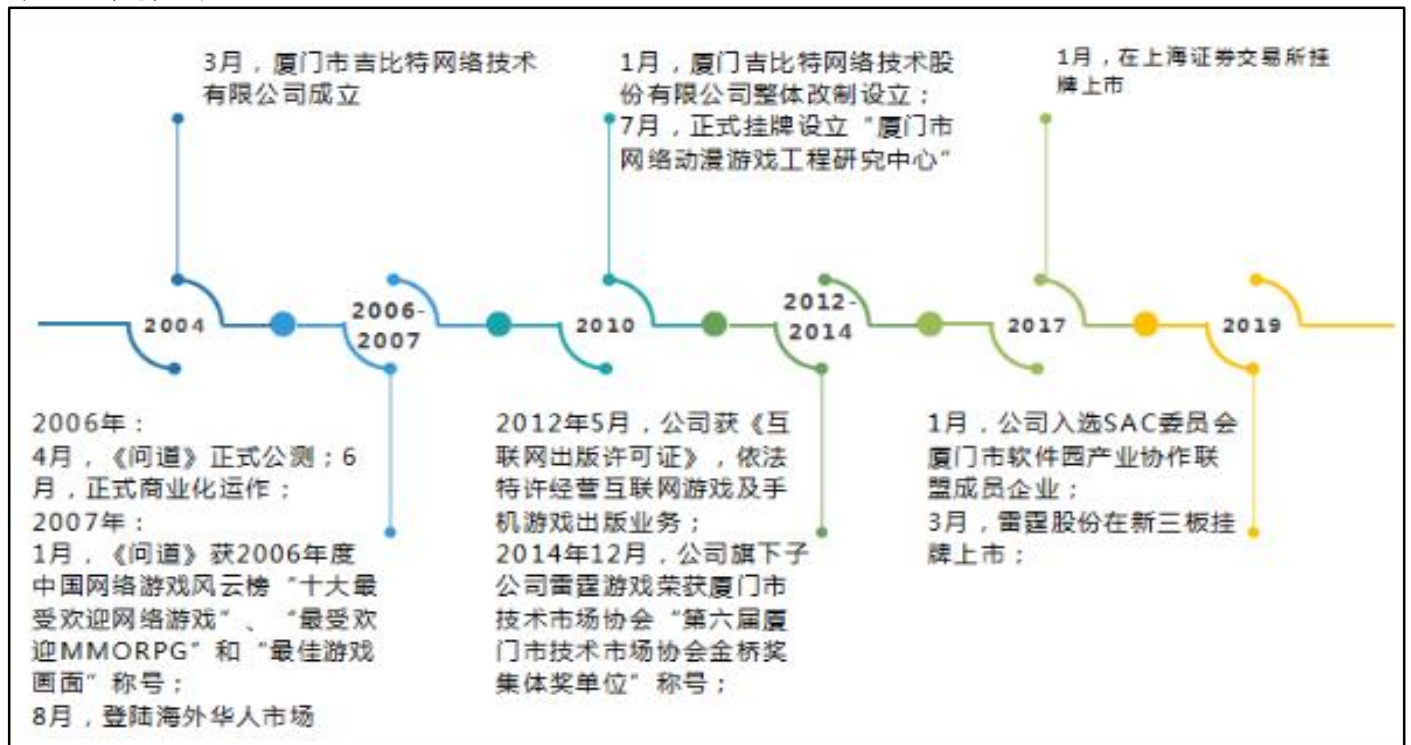 3月，厦门市吉比特网络技术
有限公司成立
1月，厦门吉比特网络技术股
份有限公司整体改制设立；
7月，正式挂牌设立“厦门市
网络动漫游戏工程研究中心”
1月，在上海证券交易所挂
牌上市
2004
2006-
2007
2010
2012-
2014
2017
2019
2006年：
4月，《问道》正式公测；6
月，正式商业化运作；
2007年：
1月，《问道》获2006年度
中国网络游戏风云榜“十大最
受欢迎网络游戏”、“最受欢
迎MMORPG”和“最佳游戏
画面”称号；
8月，登陆海外华人市场
2012年5月，公司获《互
联网出版许可证》，依法
特许经营互联网游戏及手
机游戏出版业务；
2014年12月，公司旗下子
公司雷霆游戏荣获厦门市
技术市场协会“第六届厦
门市技术市场协会金桥奖
集体奖单位”称号；
1月，公司入选SAC委员会
厦门市软件园产业协作联
盟成员企业；
3月，雷霆股份在新三板挂
牌上市；